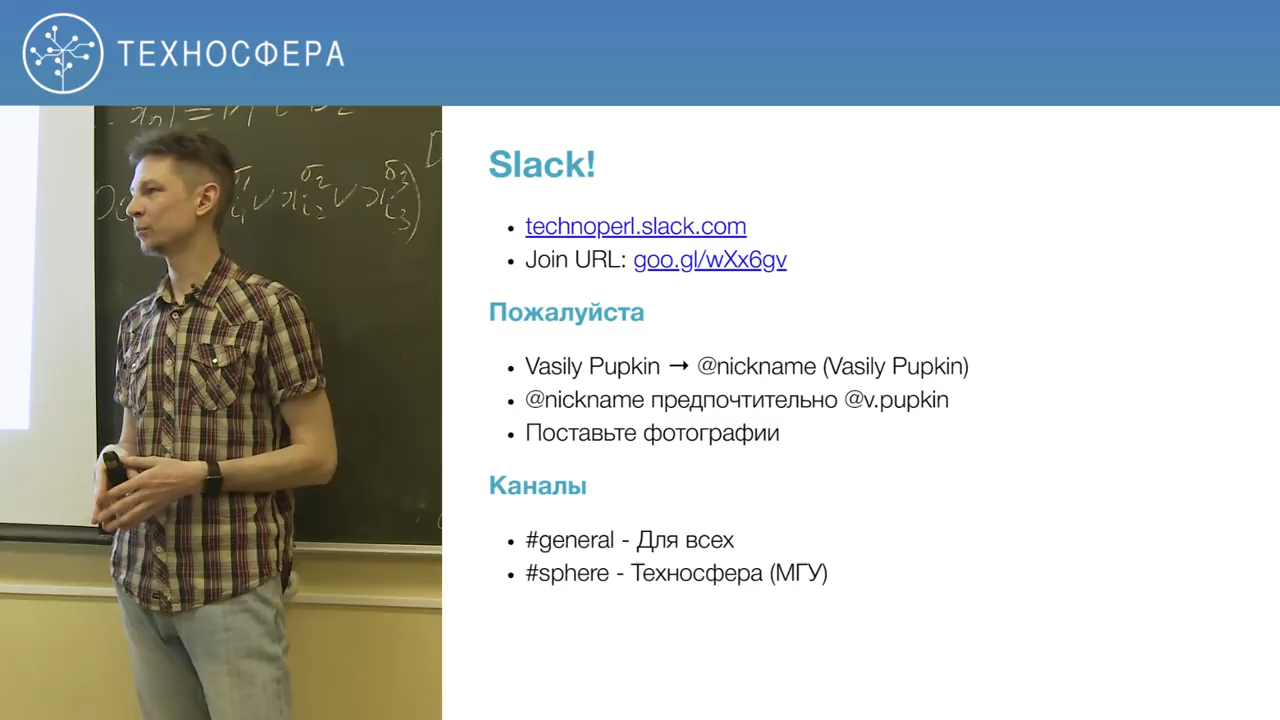 ТЕХНОСФЕРА
Slack!
• technoperl.slack.com
• Join URL: goo.gl/wXx6gv
Пожалуйста
• Vasily Pupkin → @nickname (Vasily Pupkin)
• @nickname предпочтительно @v.pupkin
• Поставьте фотографии
Каналы
• #general - Для всех
• #sphere - Техносфера (МГУ)